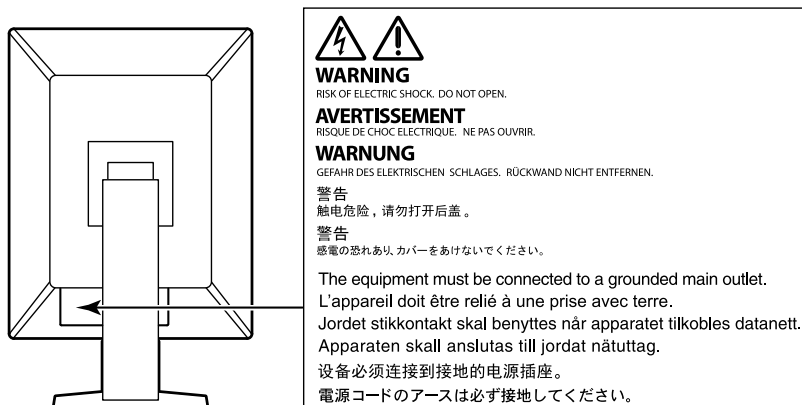 WARNING
RISK OF ELECTRIC SHOCK. DO NOT OPEN.
AVERTISSEMENT
RISQUE DE CHOC ELECTRIQUE. NE PAS OUVRIR.
WARNUNG
GEFAHR DES ELEKTRISCHEN SCHLAGES. RÜCKWAND NICHT ENTFERNEN.
警告
触电危险，请勿打开后盖。
警告
感電の恐れあり、カバーをあけないでください。
The equipment must be connected to a grounded main outlet.
L'appareil doit être relié à une prise avec terre.
Jordet stikkontakt skal benyttes når apparatet tilkobles datanett.
Apparaten skall anslutas till jordat nätuttag.
设备必须连接到接地的电源插座。
電源コードのアースは必ず接地してください。